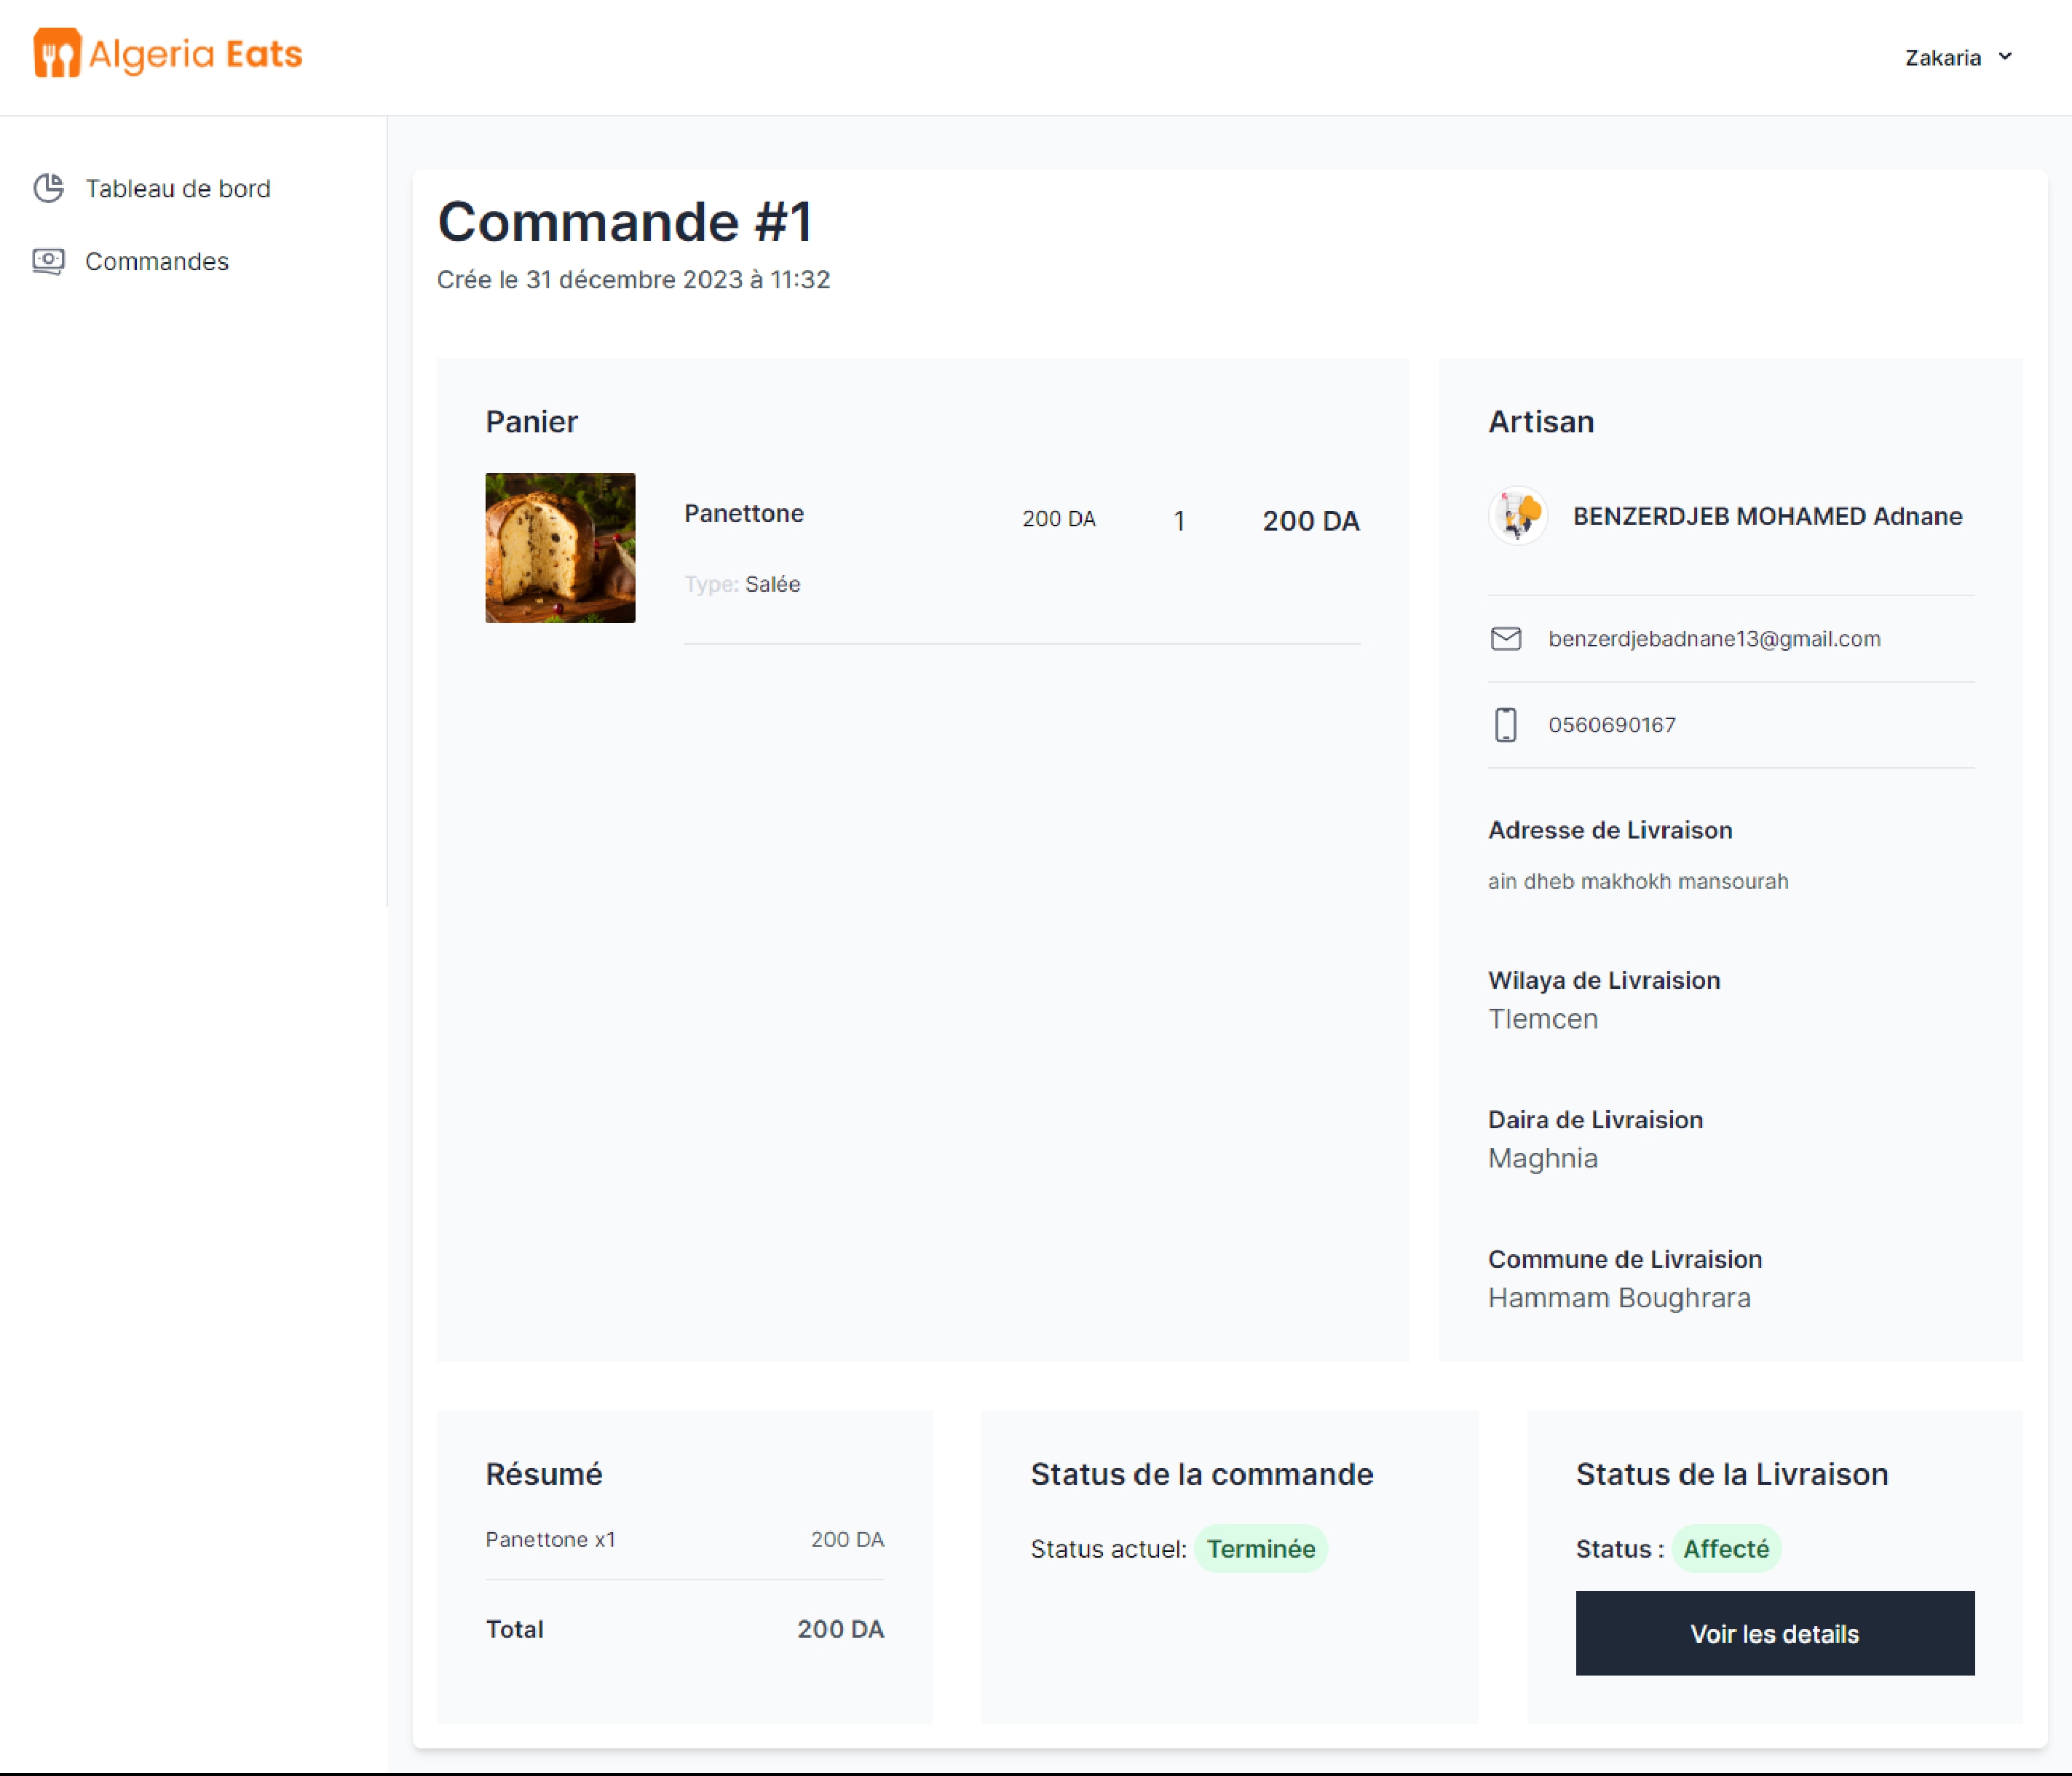 Algeria Eats
Zakaria
Tableau de bord
Commandes
Commande #1
Crée le 31 décembre 2023 à 11:32
Panier
Panettone 200 DA 1 200 DA
Type: Salée
Artisan
BENZERDJEB MOHAMED Adnane
benzerdjebadnane13@gmail.com
0560690167
Adresse de Livraison
ain dheb makhokh mansourah
Wilaya de Livraision
Tlemcen
Daira de Livraision
Maghnia
Commune de Livraision
Hammam Boughrara
Résumé
Panettone x1 200 DA
Total 200 DA
Status de la commande
Status actuel: Terminée
Status de la Livraison
Status : Affecté
Voir les details